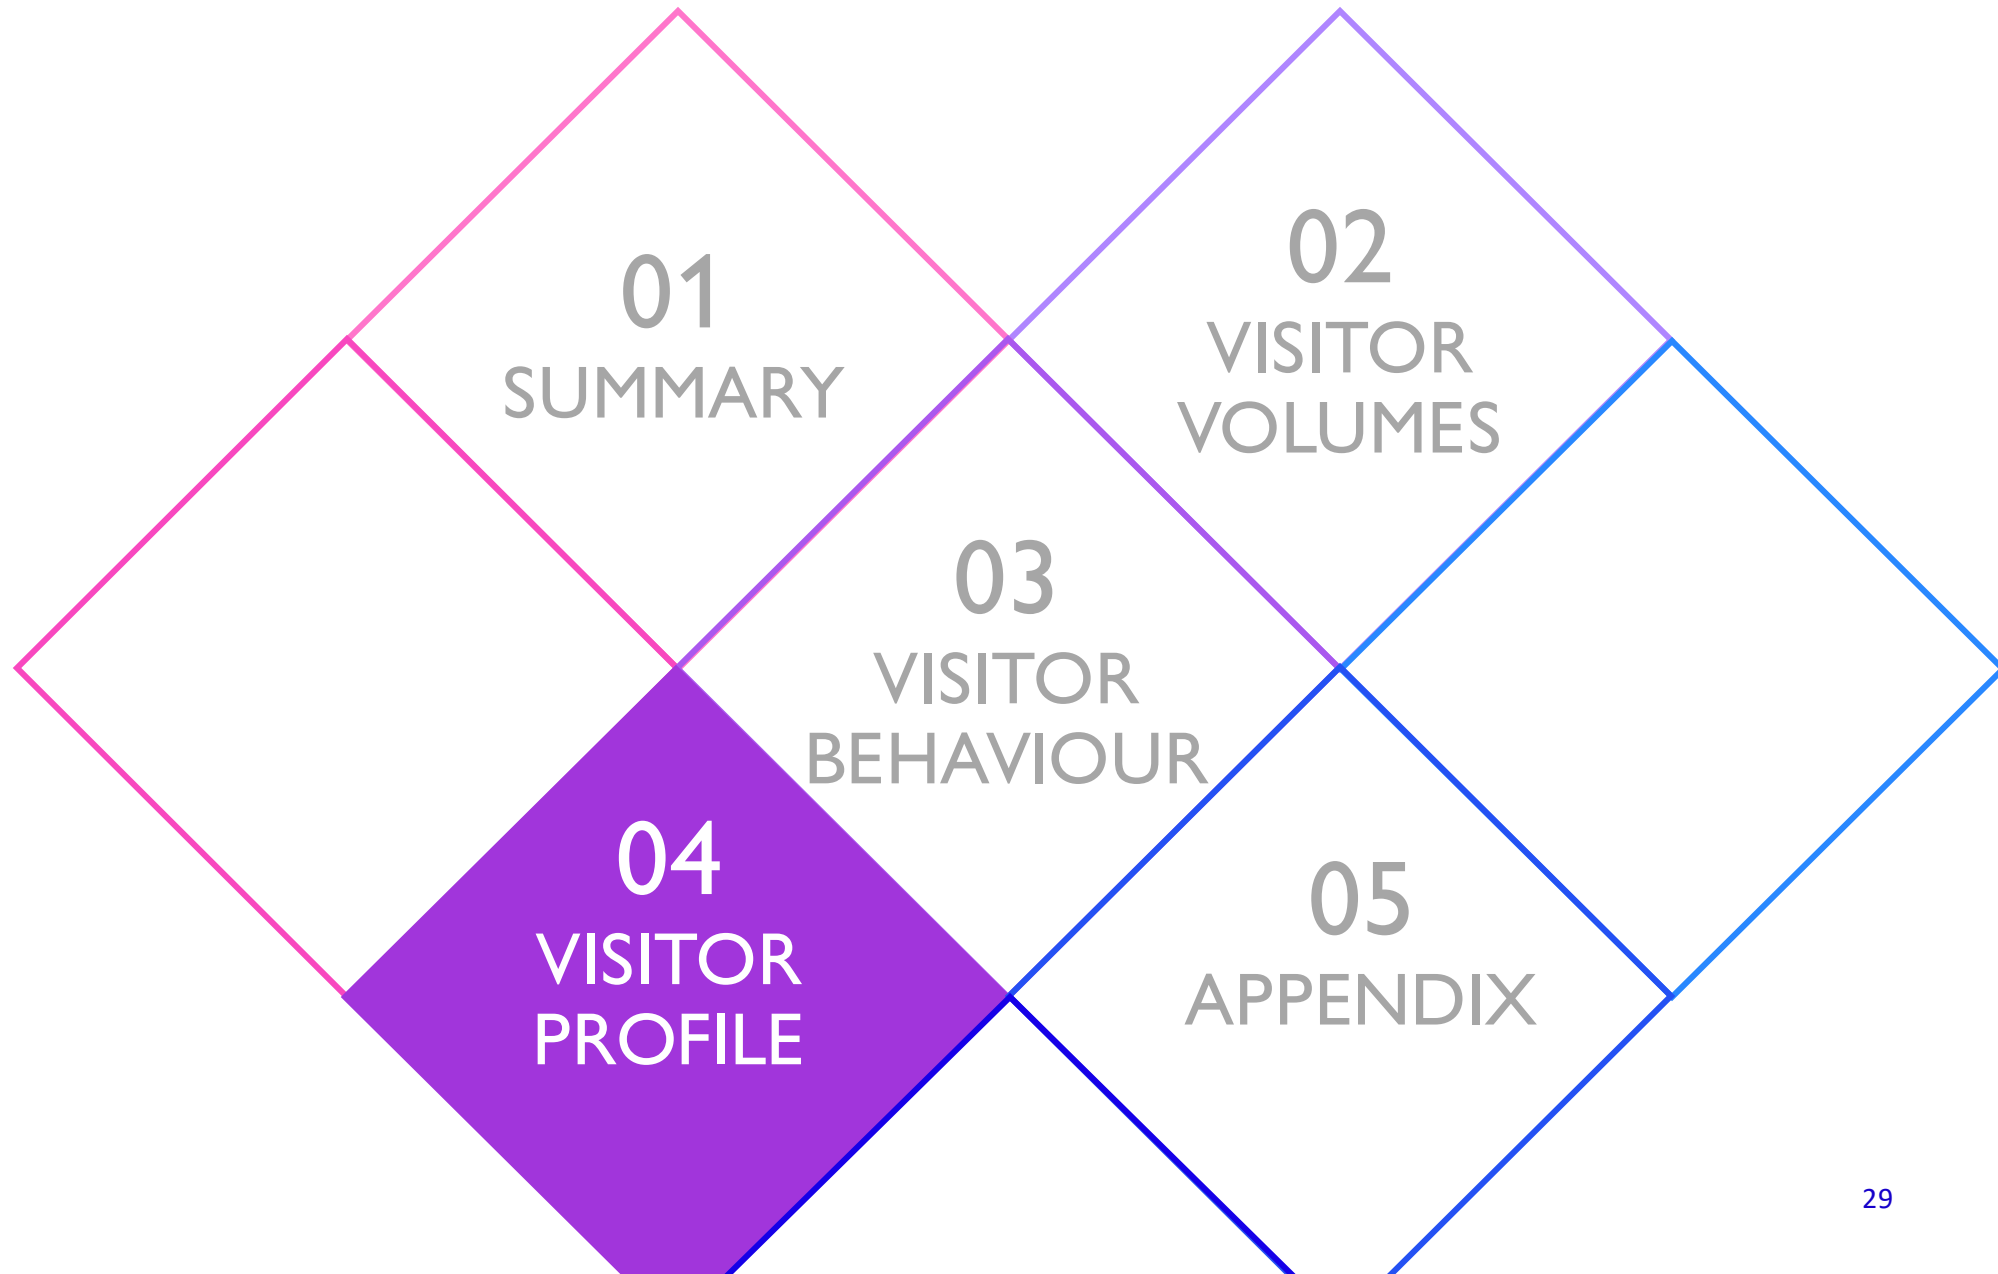 01
SUMMARY
02
VISITOR
VOLUMES
03
VISITOR
BEHAVIOUR
04
VISITOR
PROFILE
05
APPENDIX
29